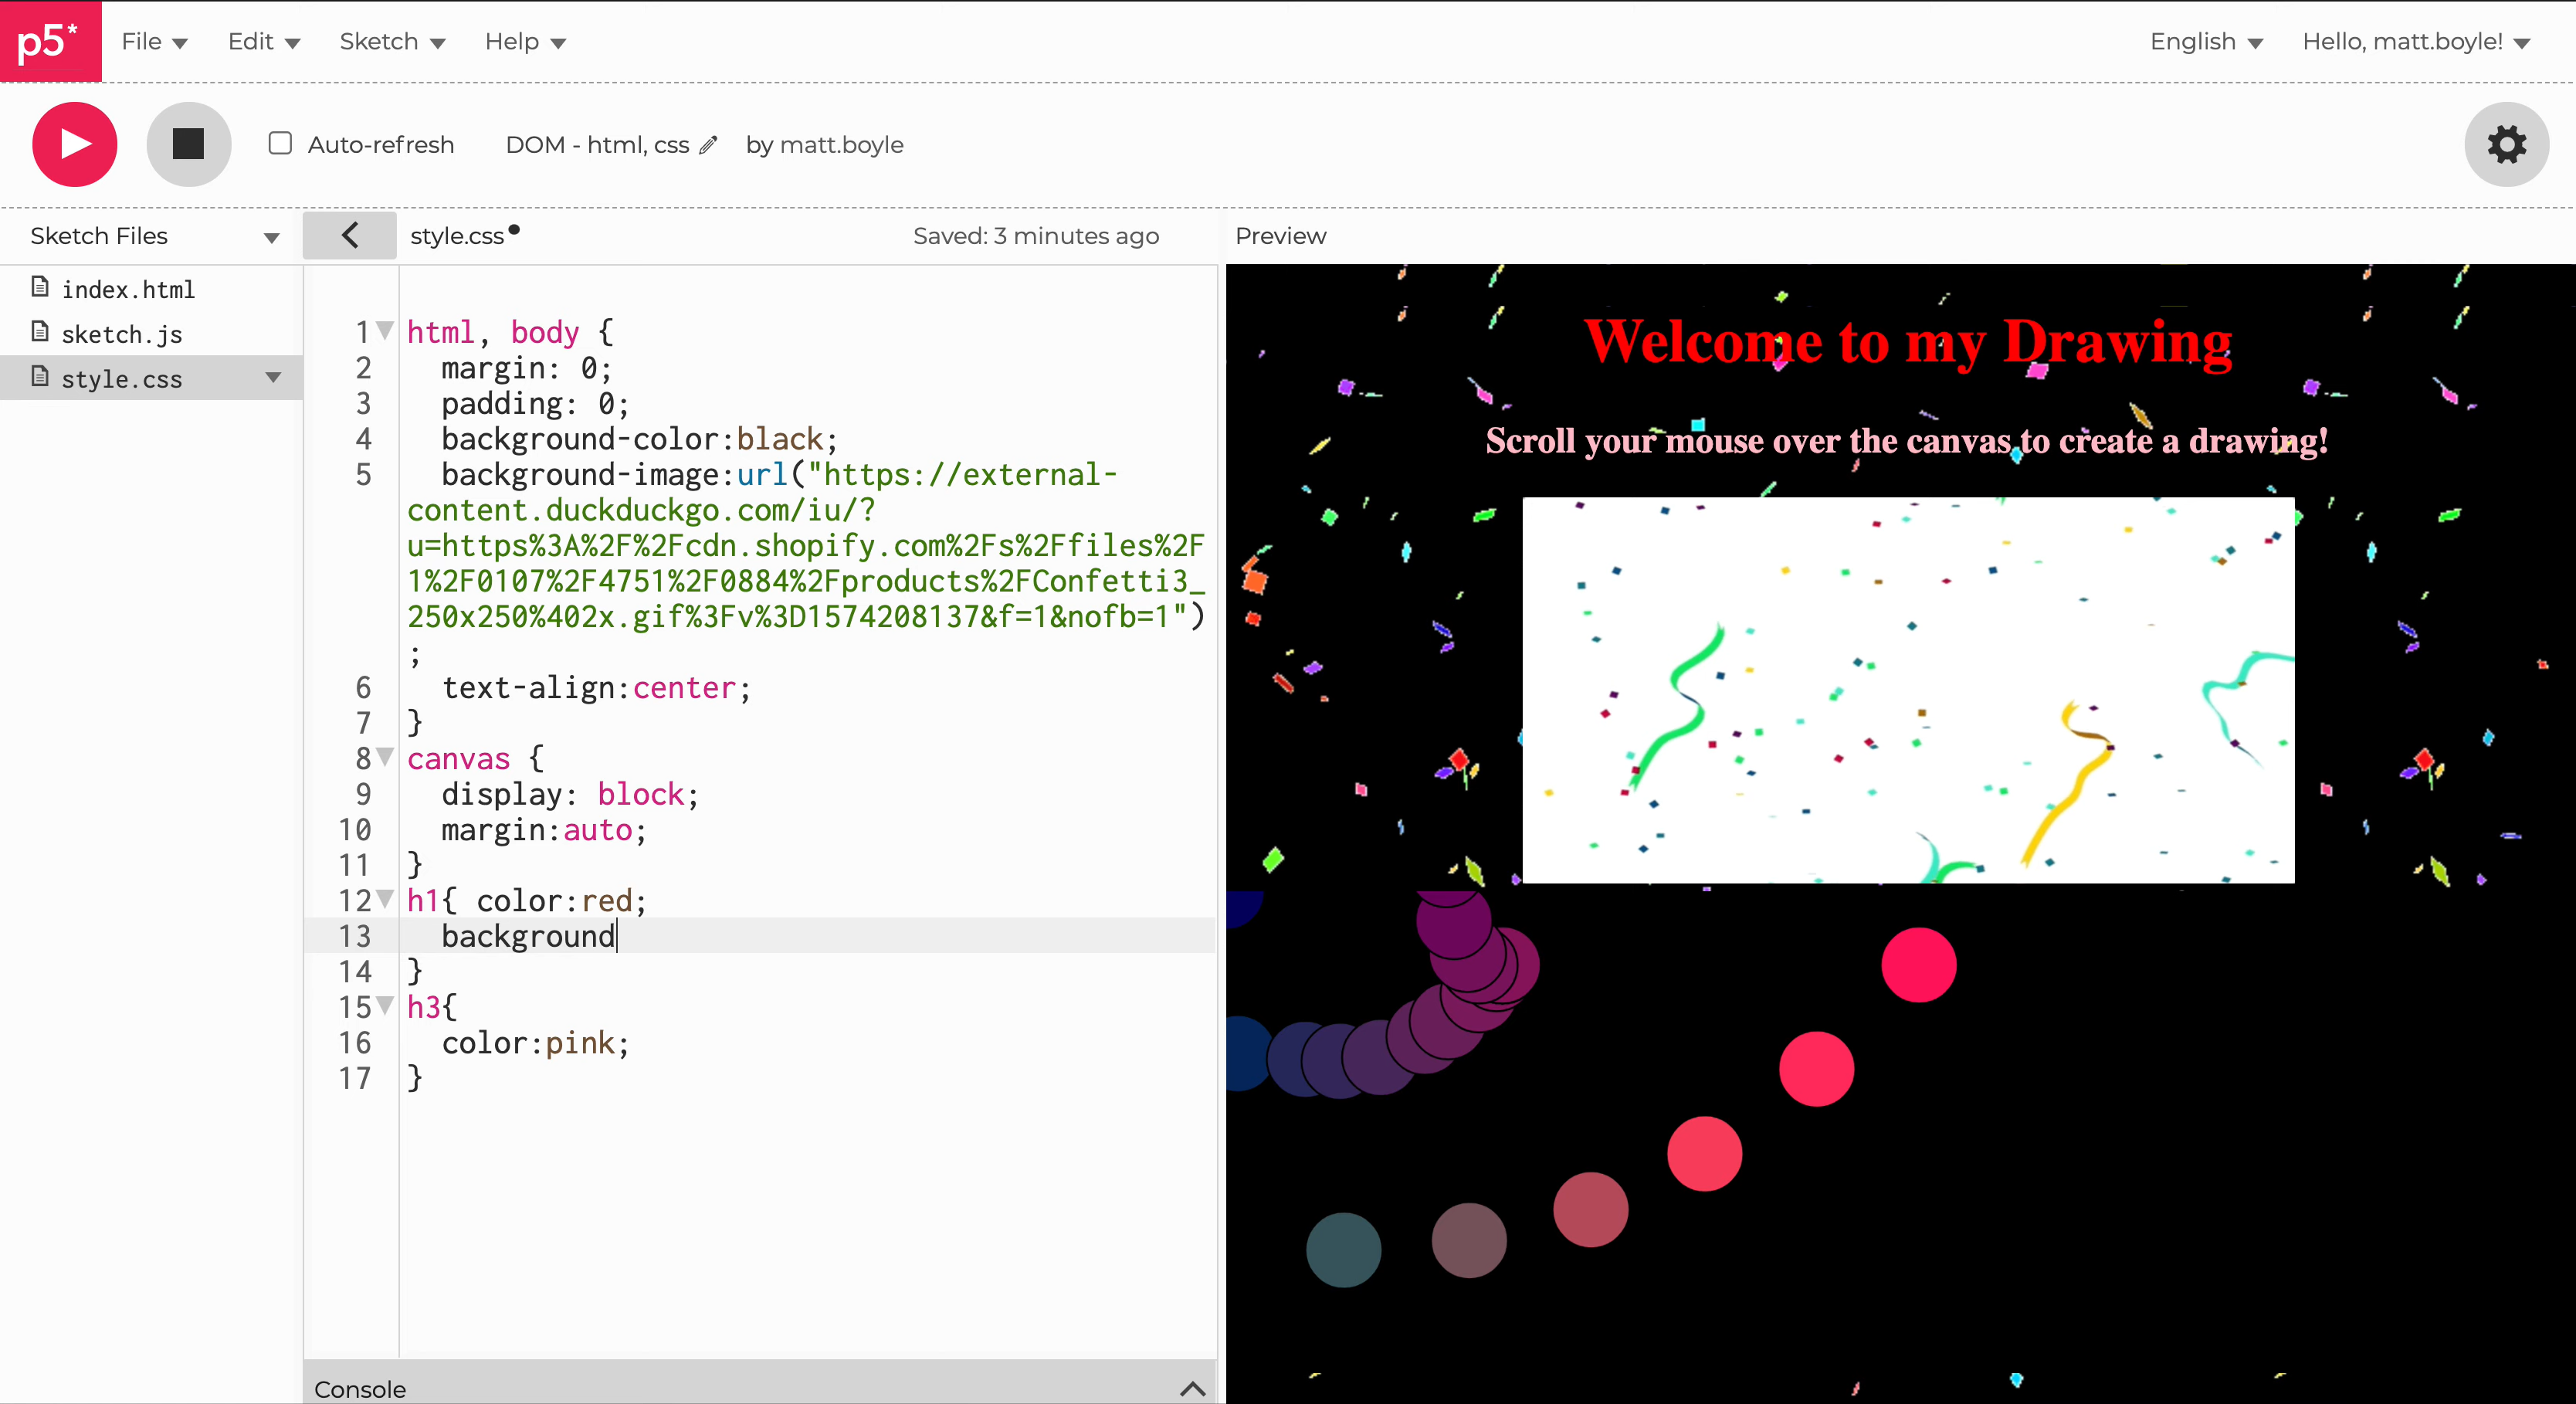 p5*
File
Edit
Sketch
Help
English
Hello, matt.boyle!
Auto-refresh
DOM - html, css
by matt.boyle
Sketch Files
style.css
Saved: 3 minutes ago
Preview
index.html
sketch.js
style.css
1 html, body {
2 margin: 0;
3 padding: 0;
4 background-color:black;
5 background-image:url("https://external-
content.duckduckgo.com/iu/?
u=https%3A%2F%2Fcdn.shopify.com%2Fs%2Ffiles%2F
1%2F0107%2F4751%2F0884%2Fproducts%2FConfetti3_
250x250%402x.gif%3Fv%3D1574208137&f=1&nofb=1")
;
6 text-align:center;
7 }
8 canvas {
9 display: block;
10 margin:auto;
11 }
12 h1{ color:red;
13 background
14 }
15 h3{
16 color:pink;
17 }
Console
Welcome to my Drawing
Scroll your mouse over the canvas to create a drawing!